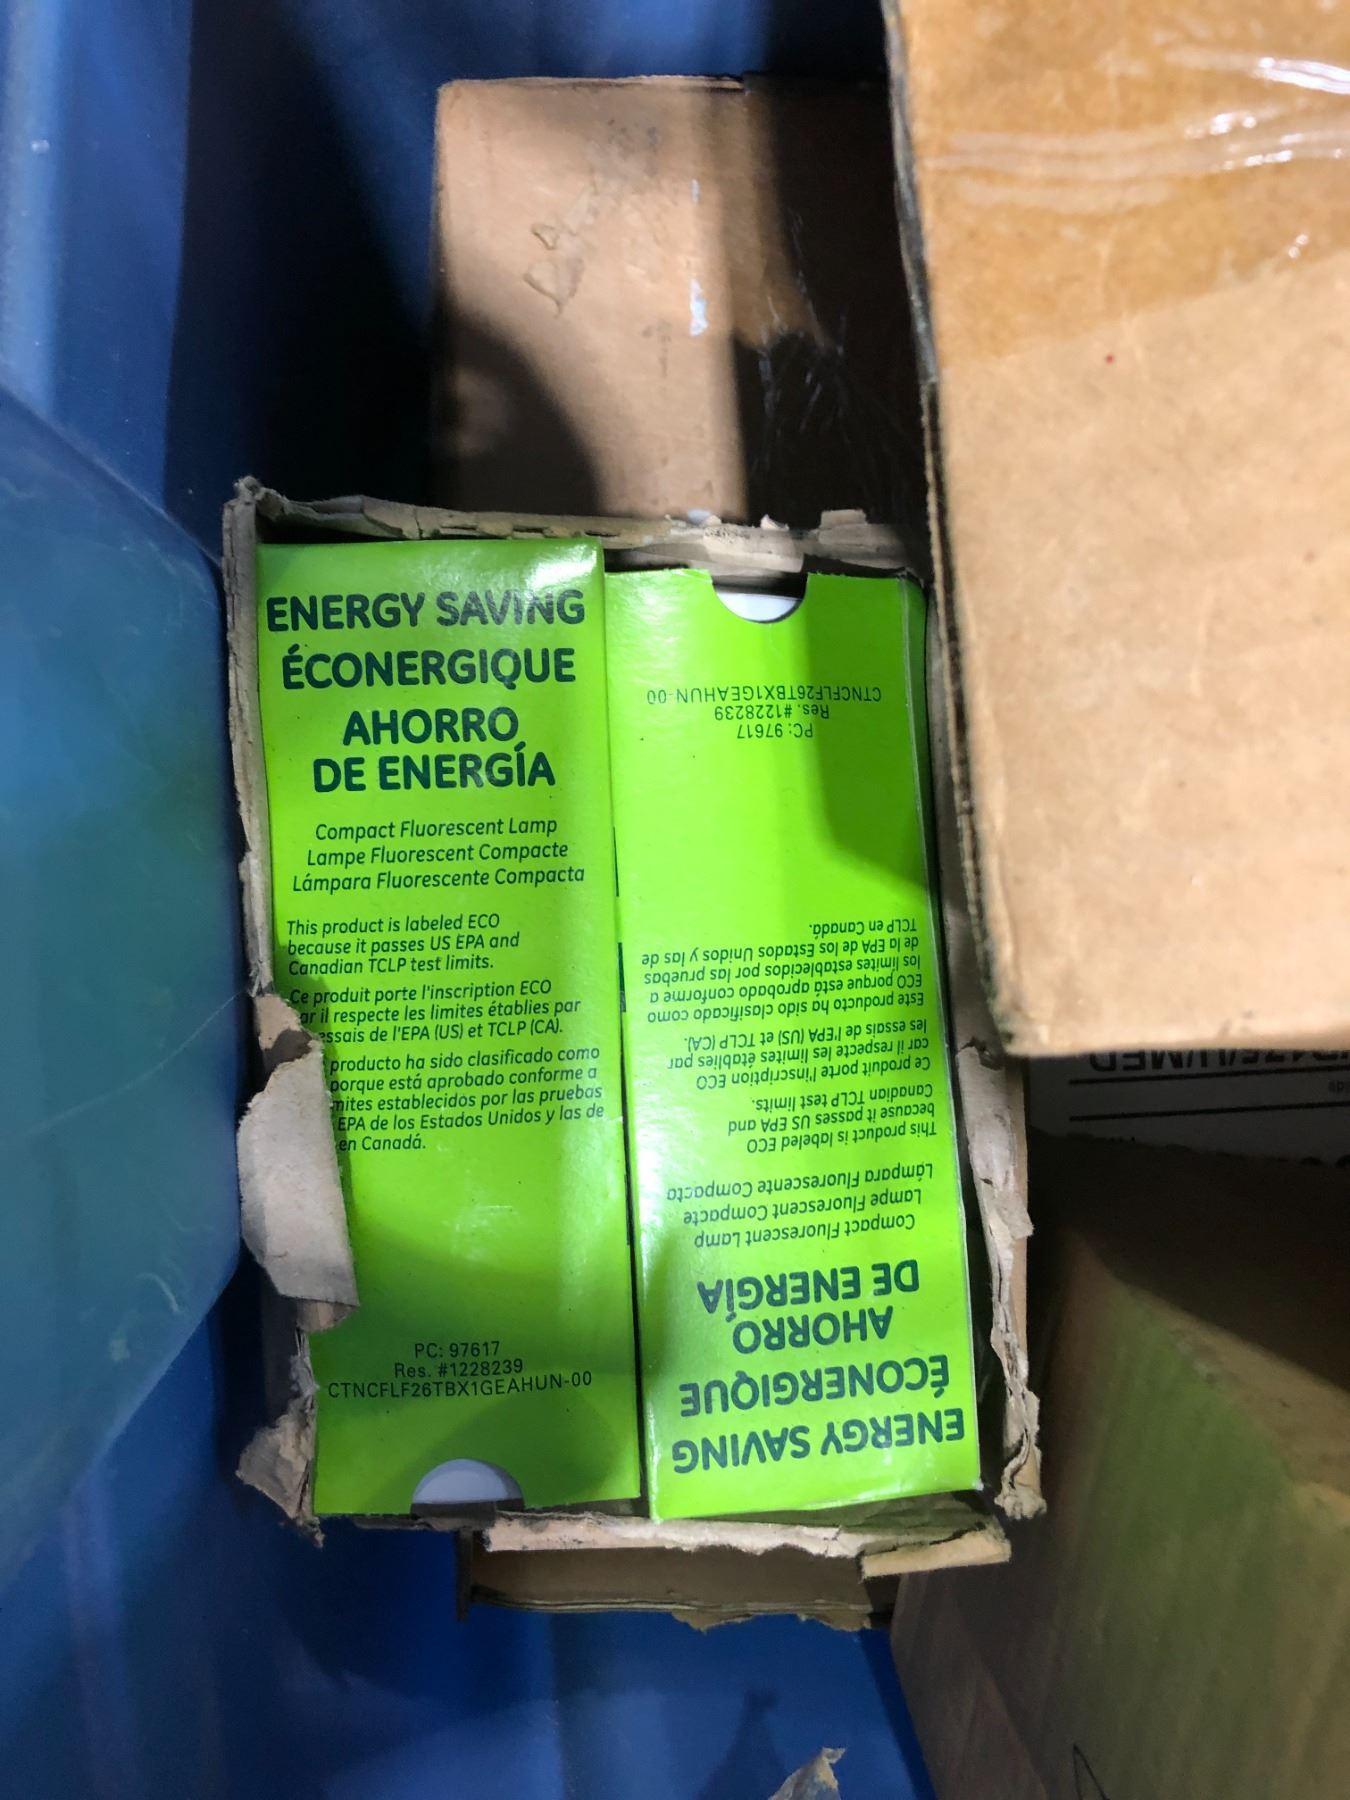 ENERGY SAVING
ÉCONERGIQUE
AHORRO
DE ENERGÍA
Compact Fluorescent Lamp
Lampe Fluorescent Compacte
Lámpara Fluorescente Compacta
This product is labeled ECO
because it passes US EPA and
Canadian TCLP test limits.
Ce produit porte l'inscription ECO
ar il respecte les limites établies par
essais de l'EPA (US) et TCLP (CA).
producto ha sido clasificado como
porque está aprobado conforme a
mites establecidos por las pruebas
EPA de los Estados Unidos y las de
en Canadá.
PC: 97617
Res. #1228239
CTNCFLF26TBX1GEAHUN-00
ENERGY SAVING
ÉCONERGIQUE
AHORRO
DE ENERGÍA
Compact Fluorescent Lamp
Lampe Fluorescent Compacte
Lámpara Fluorescente Compacta
This product is labeled ECO
because it passes US EPA and
Canadian TCLP test limits.
Ce produit porte l'inscription ECO
car il respecte les limites établies par
les essais de l'EPA (US) et TCLP (CA).
Este producto ha sido clasificado como
ECO porque está aprobado conforme a
los límites establecidos por las pruebas
de la EPA de los Estados Unidos y las de
TCLP en Canadá.
PC: 97617
Res. #1228239
CTNCFLF26TBX1GEAHUN-00